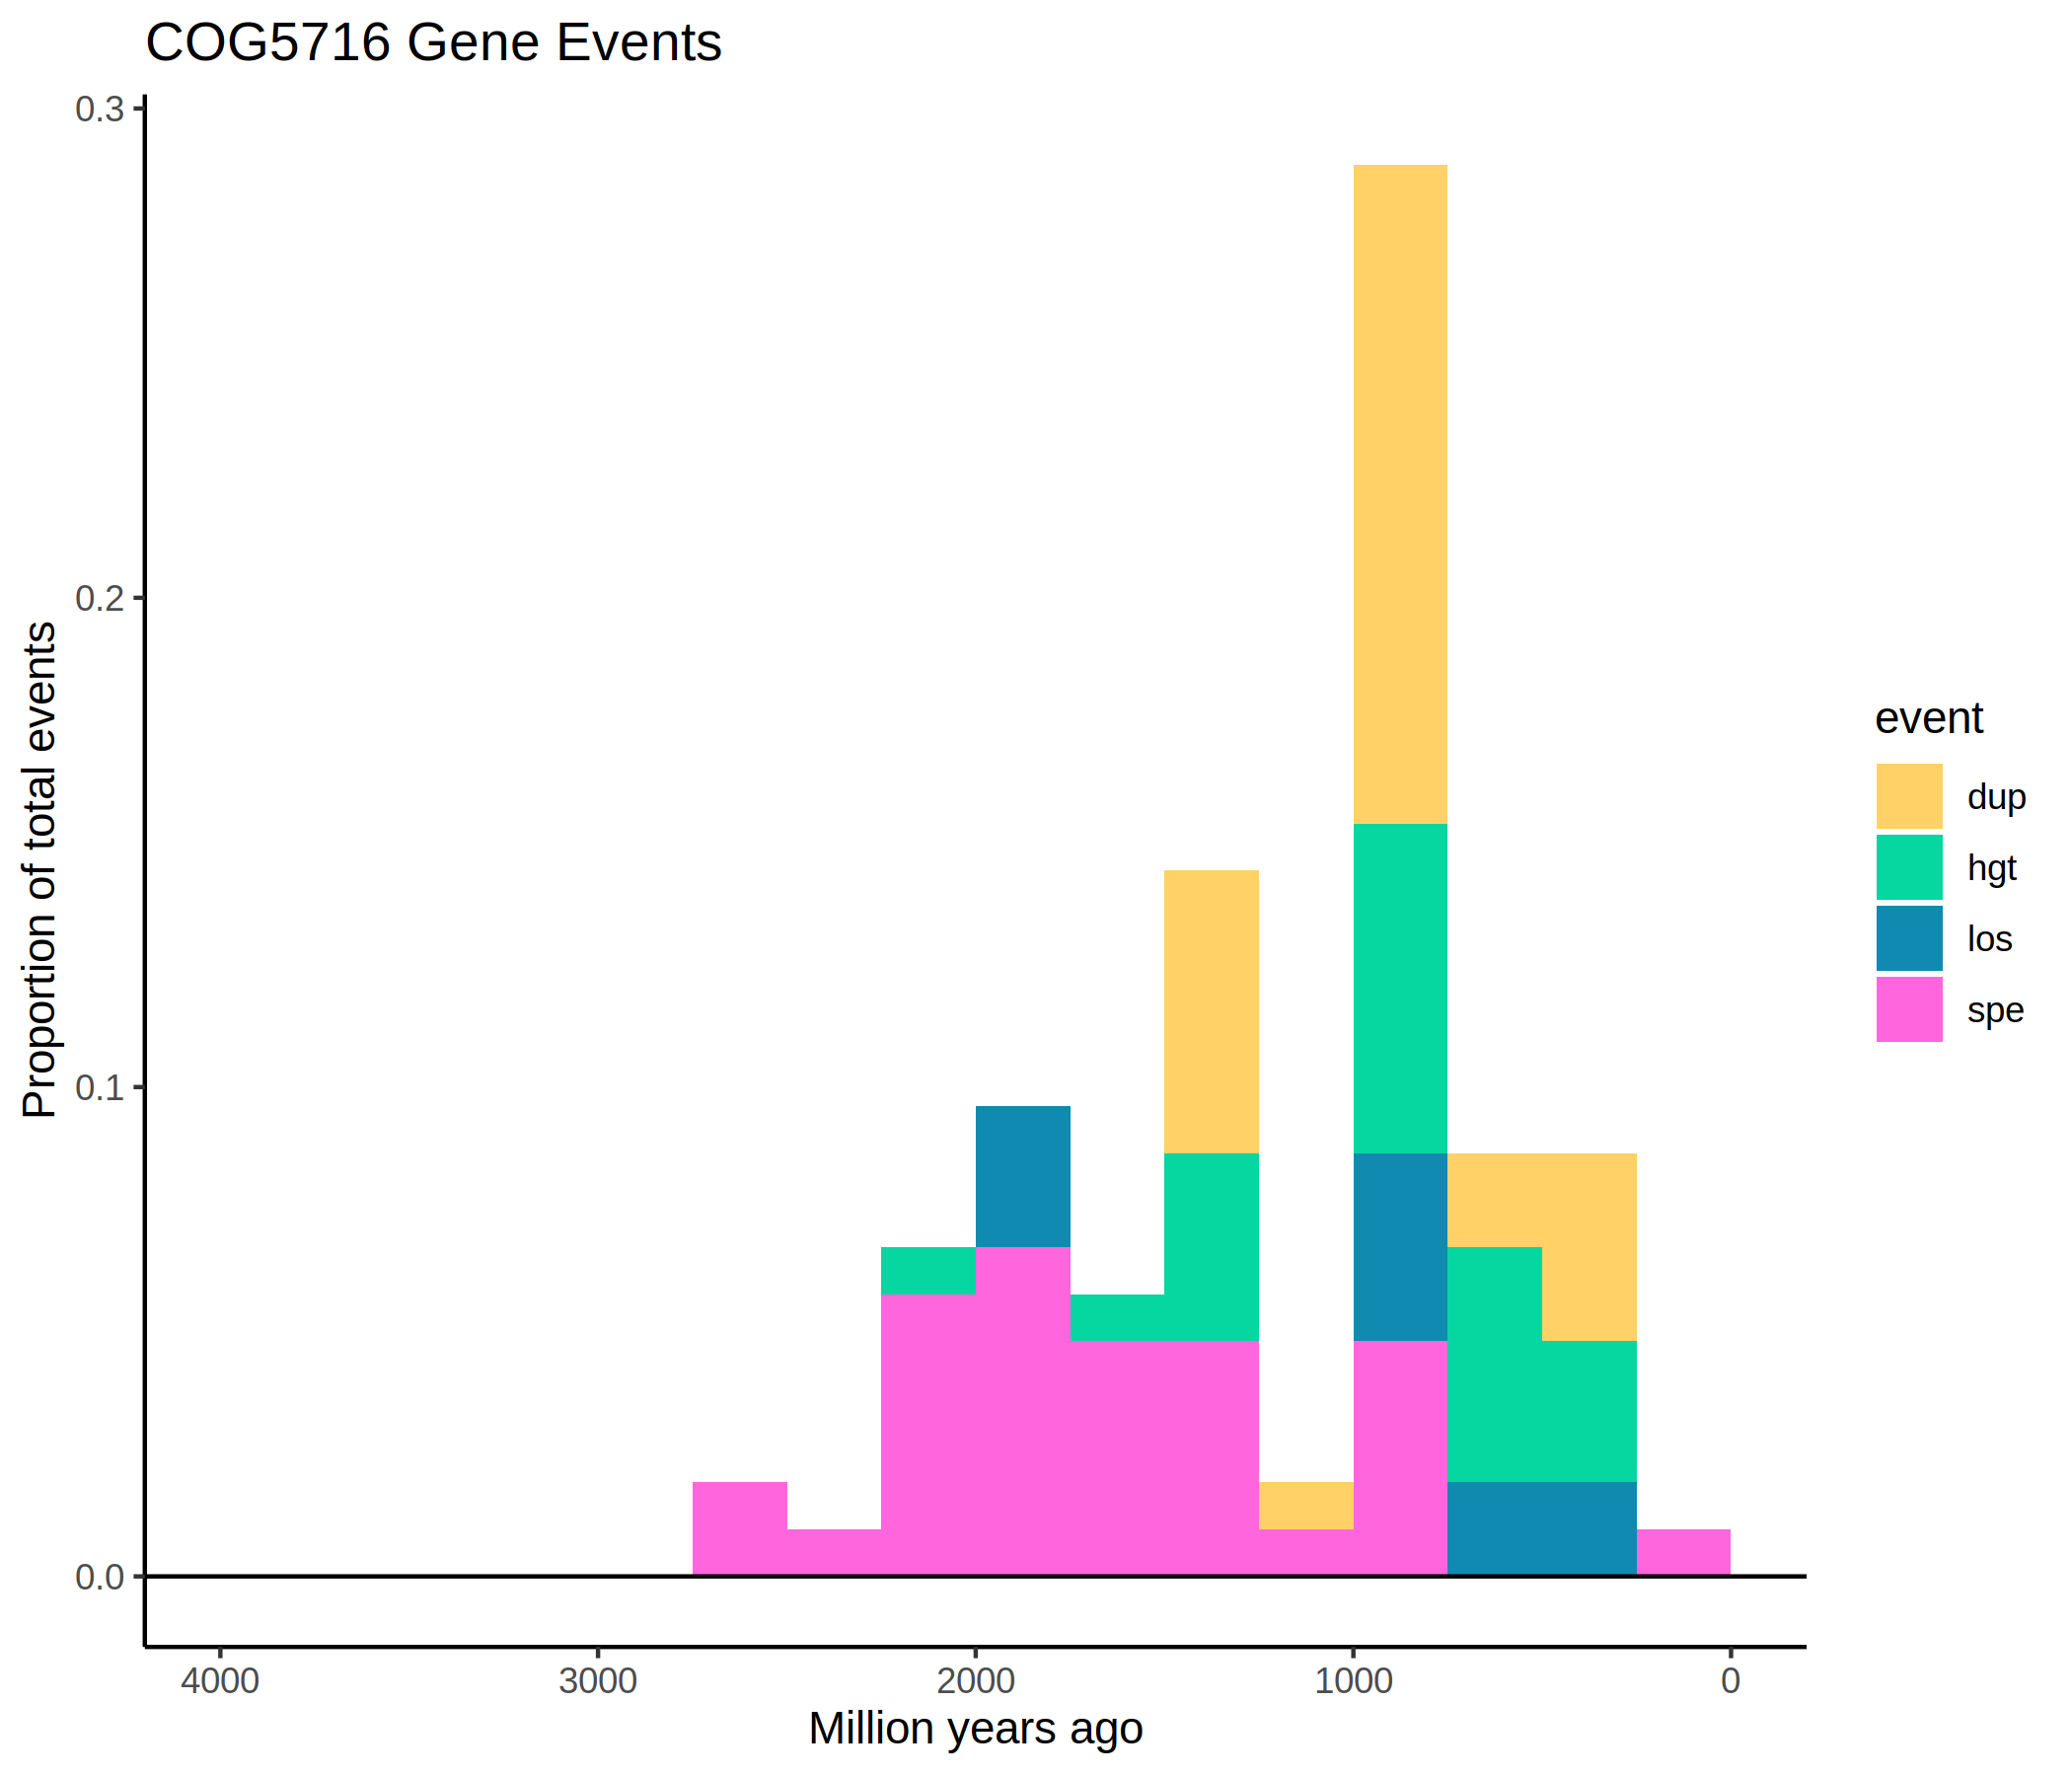 COG5716 Gene Events
0.3
0.2
0.1
0.0
Proportion of total events
4000 3000 2000 1000 0
Million years ago
event
dup
hgt
los
spe